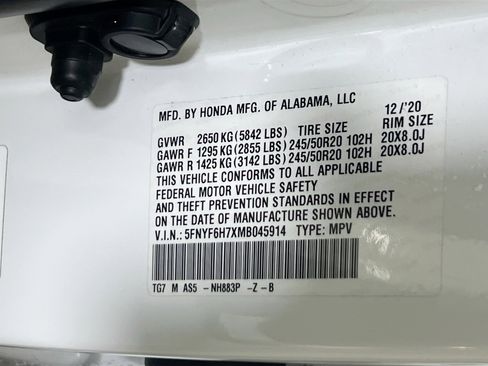 MFD. BY HONDA MFG. OF ALABAMA, LLC 12/'20
GVWR 2650 KG (5842 LBS) TIRE SIZE RIM SIZE
GAWR F 1295 KG (2855 LBS) 245/50R20 102H 20X8.0J
GAWR R 1425 KG (3142 LBS) 245/50R20 102H 20X8.0J
THIS VEHICLE CONFORMS TO ALL APPLICABLE
FEDERAL MOTOR VEHICLE SAFETY
AND THEFT PREVENTION STANDARDS IN EFFECT
ON THE DATE OF MANUFACTURE SHOWN ABOVE.
V.I.N.: 5FNYF6H7XMB045914 TYPE: MPV
TG7 M AS5 -NH883P -Z -B